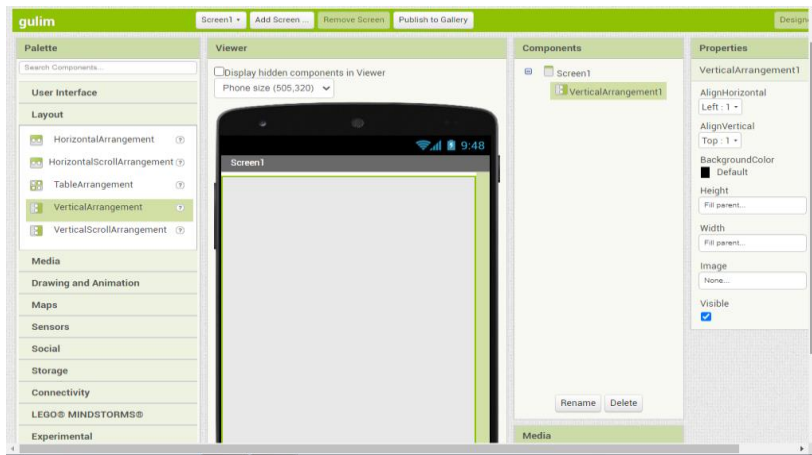 gulim
Screen1
Add Screen ...
Remove Screen
Publish to Gallery
Palette
Search Components...
User Interface
Layout
HorizontalArrangement
HorizontalScrollArrangement
TableArrangement
VerticalArrangement
VerticalScrollArrangement
Media
Drawing and Animation
Maps
Sensors
Social
Storage
Connectivity
LEGO® MINDSTORMS®
Experimental
Viewer
Display hidden components in Viewer
Phone size (505,320)
9:48
Screen1
Components
Screen1
VerticalArrangement1
Rename
Delete
Media
Properties
VerticalArrangement1
AlignHorizontal
Left : 1
AlignVertical
Top : 1
BackgroundColor
Default
Height
Fill parent...
Width
Fill parent...
Image
None...
Visible